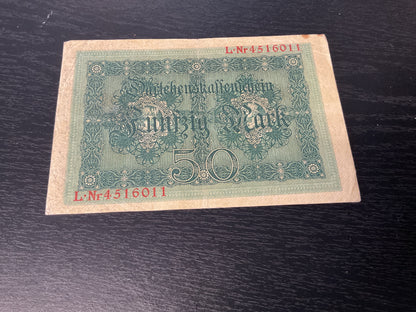 L·Nr4516011
Darlehenskassenschein
Fünfzig Mark
50
L·Nr4516011